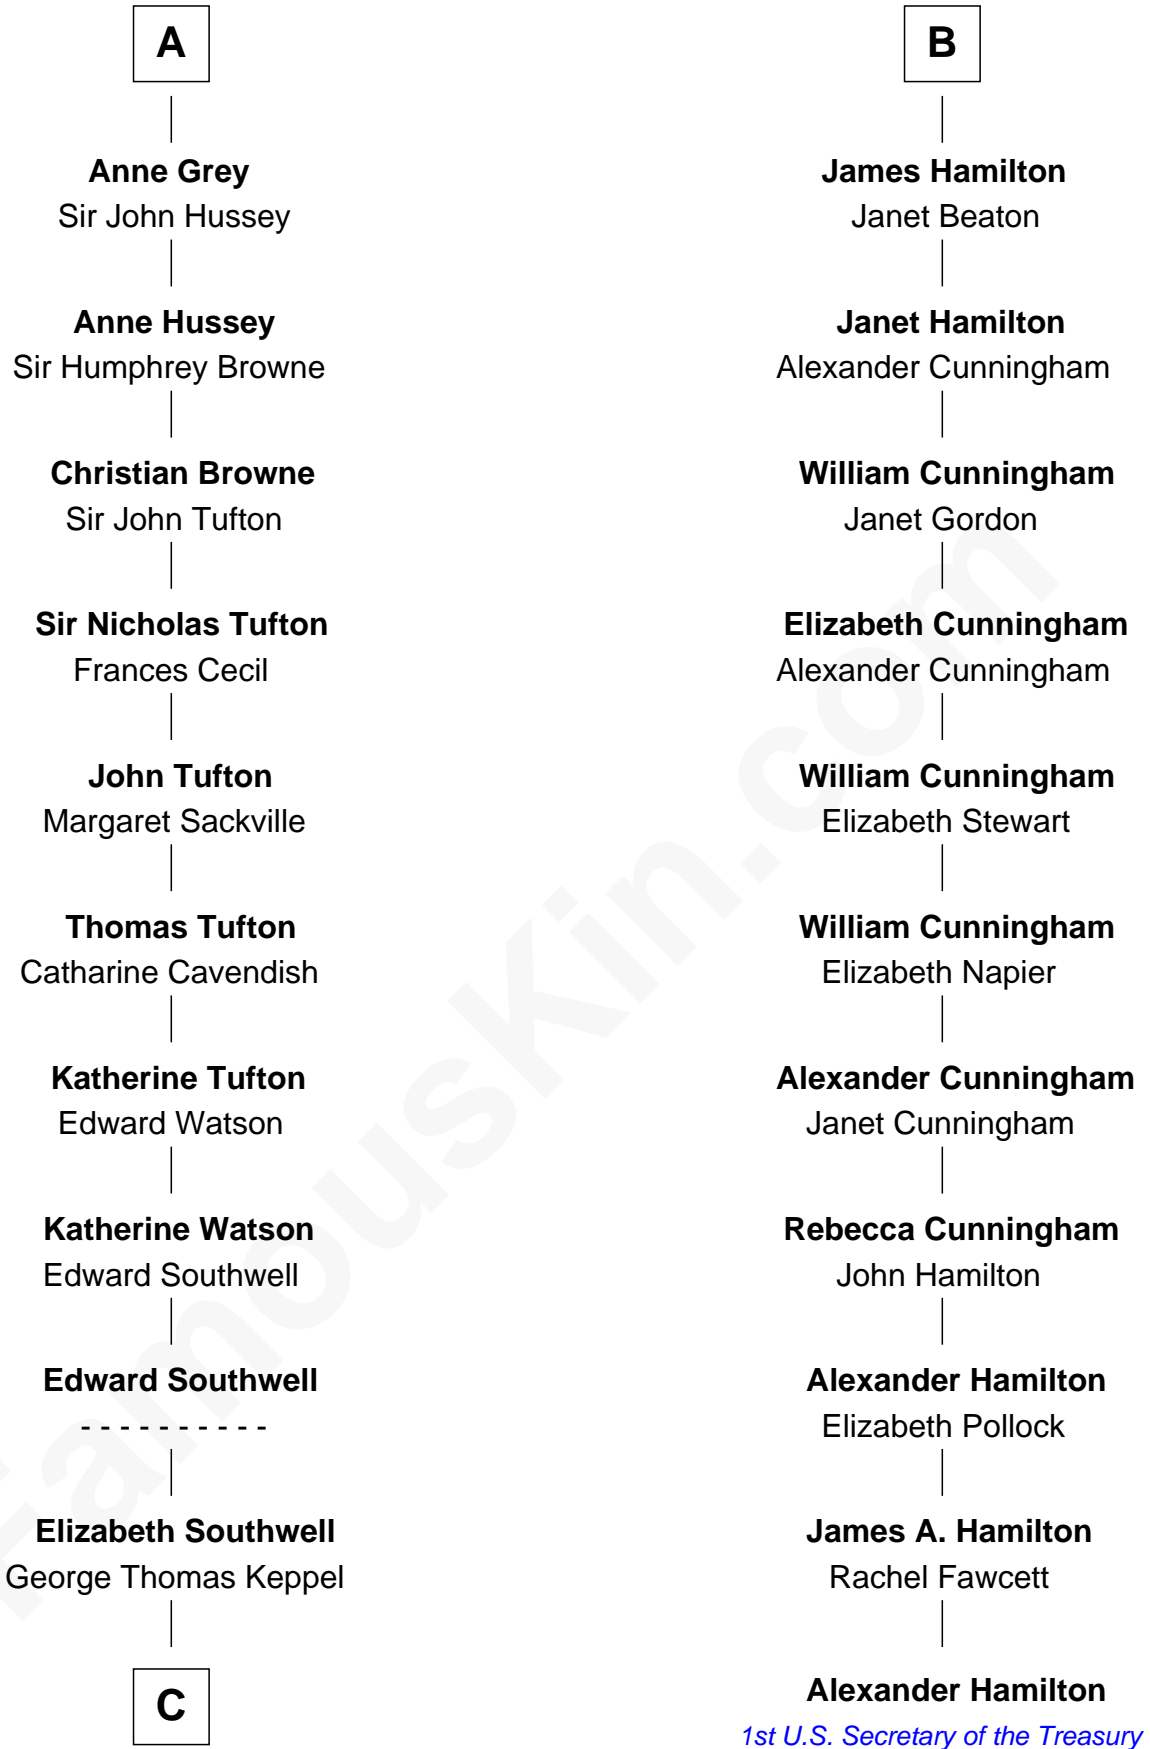 A
Anne Grey
Sir John Hussey
Anne Hussey
Sir Humphrey Browne
Christian Browne
Sir John Tufton
Sir Nicholas Tufton
Frances Cecil
John Tufton
Margaret Sackville
Thomas Tufton
Catharine Cavendish
Katherine Tufton
Edward Watson
Katherine Watson
Edward Southwell
Edward Southwell
- - - - - - - - - -
Elizabeth Southwell
George Thomas Keppel
C
B
James Hamilton
Janet Beaton
Janet Hamilton
Alexander Cunningham
William Cunningham
Janet Gordon
Elizabeth Cunningham
Alexander Cunningham
William Cunningham
Elizabeth Stewart
William Cunningham
Elizabeth Napier
Alexander Cunningham
Janet Cunningham
Rebecca Cunningham
John Hamilton
Alexander Hamilton
Elizabeth Pollock
James A. Hamilton
Rachel Fawcett
Alexander Hamilton
1st U.S. Secretary of the Treasury
FamousKin.com